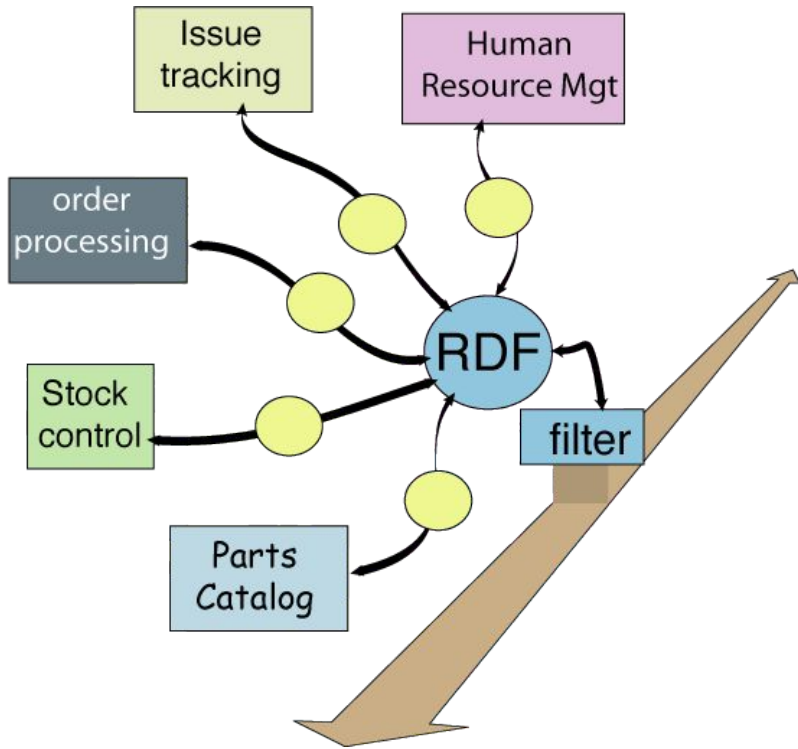 Issue
tracking
Human
Resource Mgt
order
processing
RDF
Stock
control
filter
Parts
Catalog